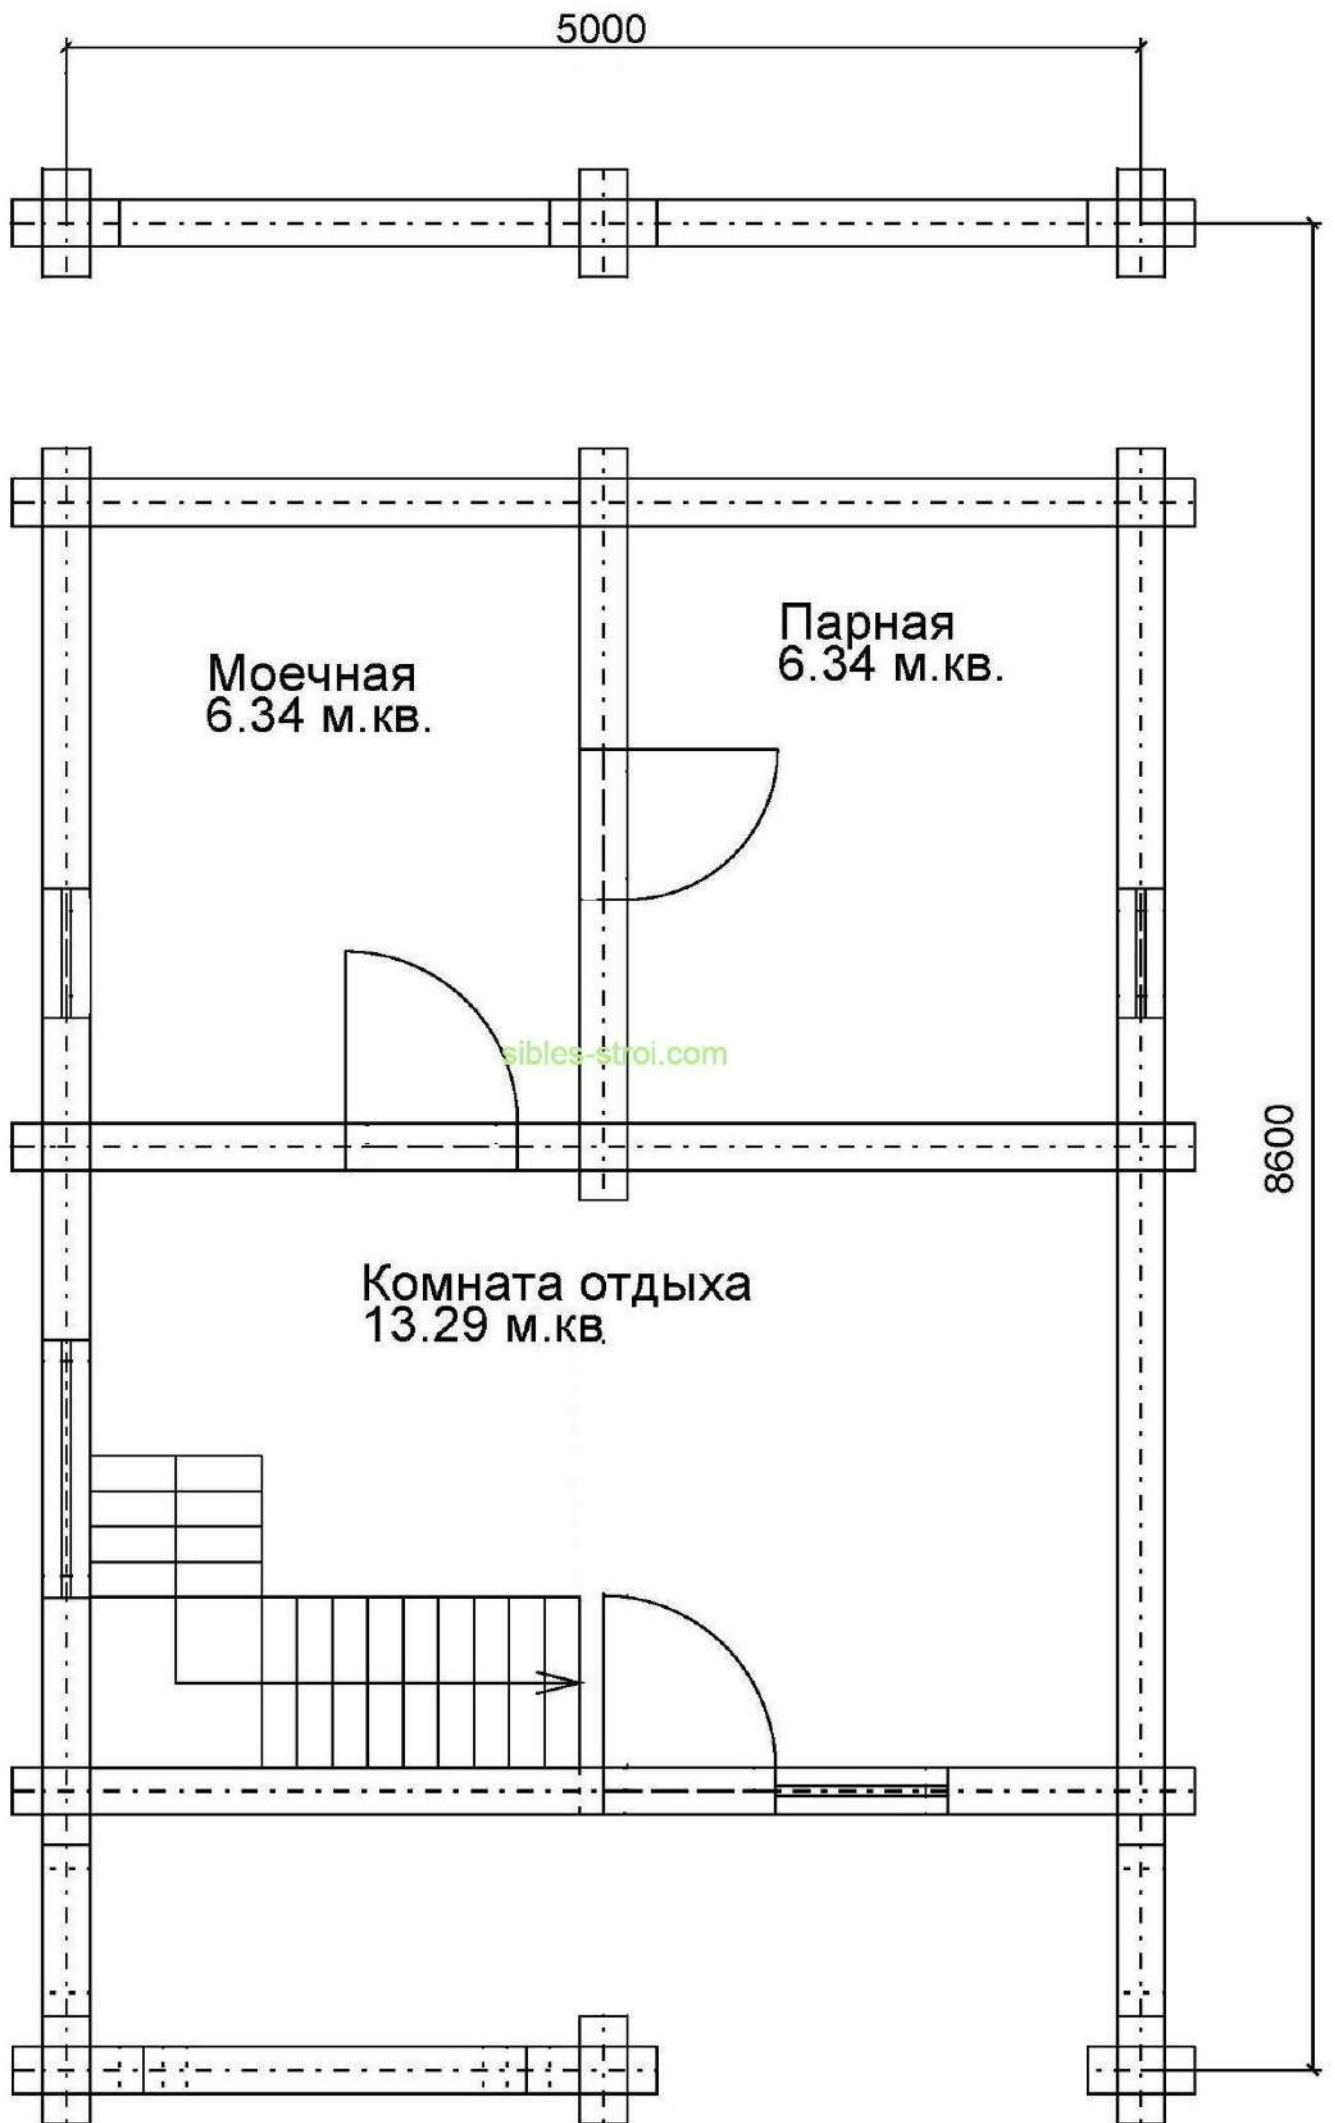 5000
Парная
6.34 м.кв.
Моечная
6.34 м.кв.
sibles-stroi.com
8600
Комната отдыха
13.29 м.кв.